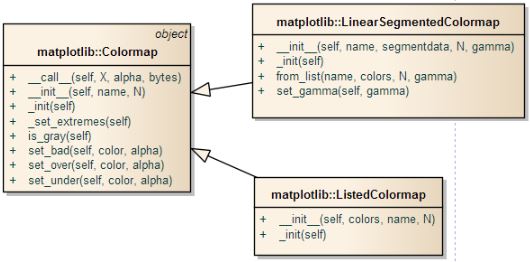 object
matplotlib::Colormap
+ __call__(self, X, alpha, bytes)
+ __init__(self, name, N)
+ _init(self)
+ _set_extremes(self)
+ is_gray(self)
+ set_bad(self, color, alpha)
+ set_over(self, color, alpha)
+ set_under(self, color, alpha)
matplotlib::LinearSegmentedColormap
+ __init__(self, name, segmentdata, N, gamma)
+ _init(self)
+ from_list(name, colors, N, gamma)
+ set_gamma(self, gamma)
matplotlib::ListedColormap
+ __init__(self, colors, name, N)
+ _init(self)